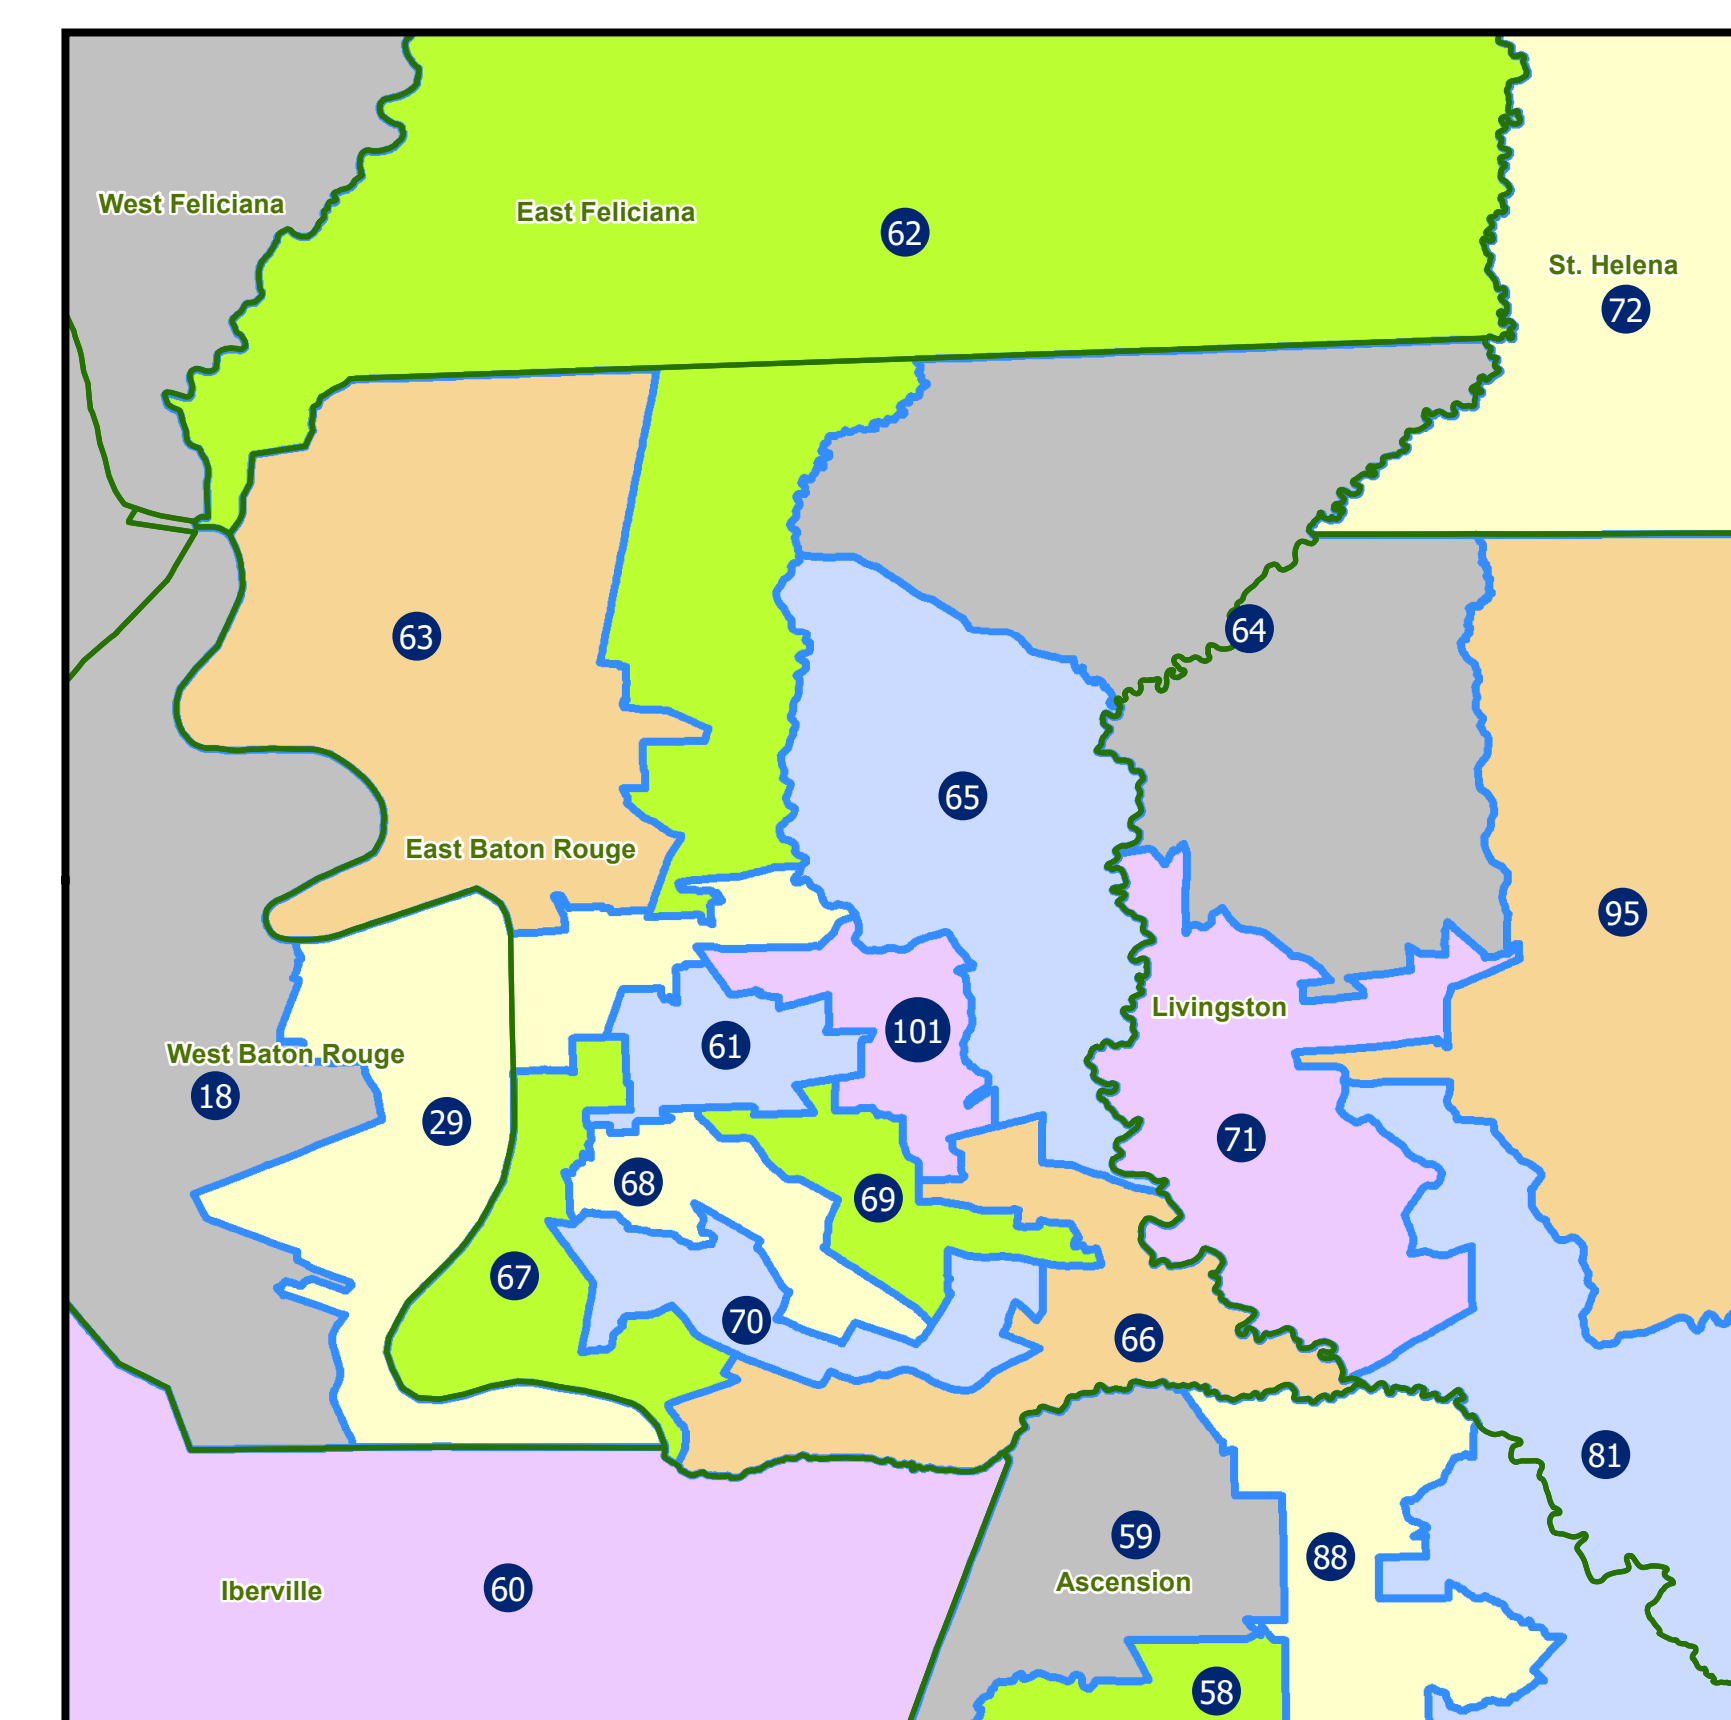 West Feliciana
East Feliciana
62
St. Helena
72
63
64
65
East Baton Rouge
95
Livingston
101
61
West Baton Rouge
18
29
71
68
69
67
70
66
81
59
88
Ascension
Iberville
60
58